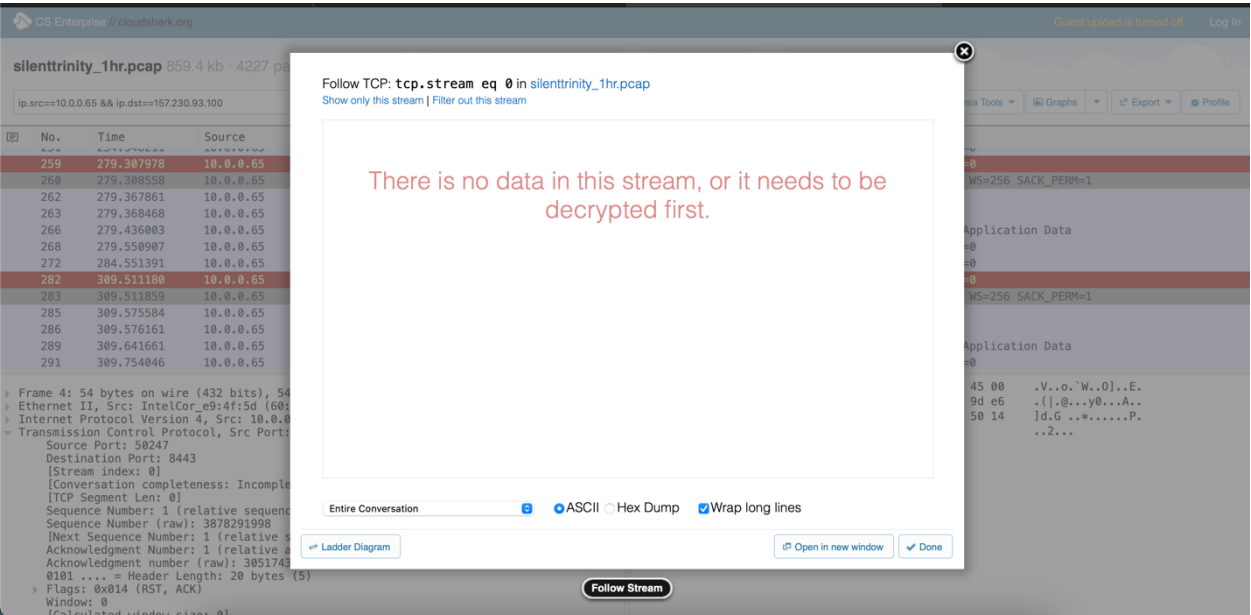 CS Enterprise // cloudshark.org
Guest upload is turned off Log In
silenttrinity_1hr.pcap 859.4 kb · 4227 pa
ip.src==10.0.0.65 && ip.dst==157.230.93.100
sis Tools Graphs Export Profile
Follow TCP: tcp.stream eq 0 in silenttrinity_1hr.pcap
Show only this stream | Filter out this stream
There is no data in this stream, or it needs to be
decrypted first.
No. Time Source
259 279.307978 10.0.0.65 =0
260 279.308558 10.0.0.65 WS=256 SACK_PERM=1
262 279.367861 10.0.0.65
263 279.368468 10.0.0.65
266 279.436003 10.0.0.65 Application Data
268 279.550907 10.0.0.65 =0
272 284.551391 10.0.0.65 =0
282 309.511180 10.0.0.65 =0
283 309.511859 10.0.0.65 WS=256 SACK_PERM=1
285 309.575584 10.0.0.65
286 309.576161 10.0.0.65
289 309.641661 10.0.0.65 Application Data
291 309.754046 10.0.0.65 =0
Frame 4: 54 bytes on wire (432 bits), 54
Ethernet II, Src: IntelCor_e9:4f:5d (60:
Internet Protocol Version 4, Src: 10.0.0
Transmission Control Protocol, Src Port:
Source Port: 50247
Destination Port: 8443
[Stream index: 0]
[Conversation completeness: Incomple
[TCP Segment Len: 0]
Sequence Number: 1 (relative sequenc
Sequence Number (raw): 3878291998
[Next Sequence Number: 1 (relative s
Acknowledgment Number: 1 (relative a
Acknowledgment number (raw): 3051743
0101 .... = Header Length: 20 bytes (5)
Flags: 0x014 (RST, ACK)
Window: 0
[Calculated window size: 0]
45 00 .V..o.`W..O]..E.
9d e6 .(|.@...y0...A..
50 14 ]d.G ..*......P.
..2...
Entire Conversation ASCII Hex Dump Wrap long lines
Ladder Diagram Open in new window Done
Follow Stream